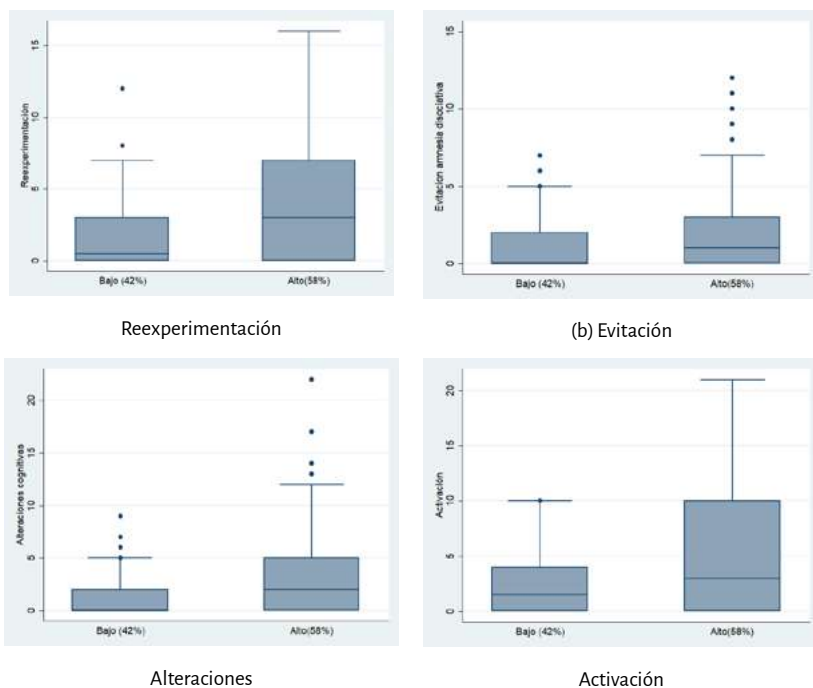 Reexperimentación
15
10
5
0
Bajo (42%)
Alto(58%)
Reexperimentación
Evitacion amnesia disociativa
15
10
5
0
Bajo (42%)
Alto(58%)
(b) Evitación
Alteraciones cognitivas
20
15
10
5
0
Bajo (42%)
Alto(58%)
Alteraciones
Activación
20
15
10
5
0
Bajo (42%)
Alto(58%)
Activación